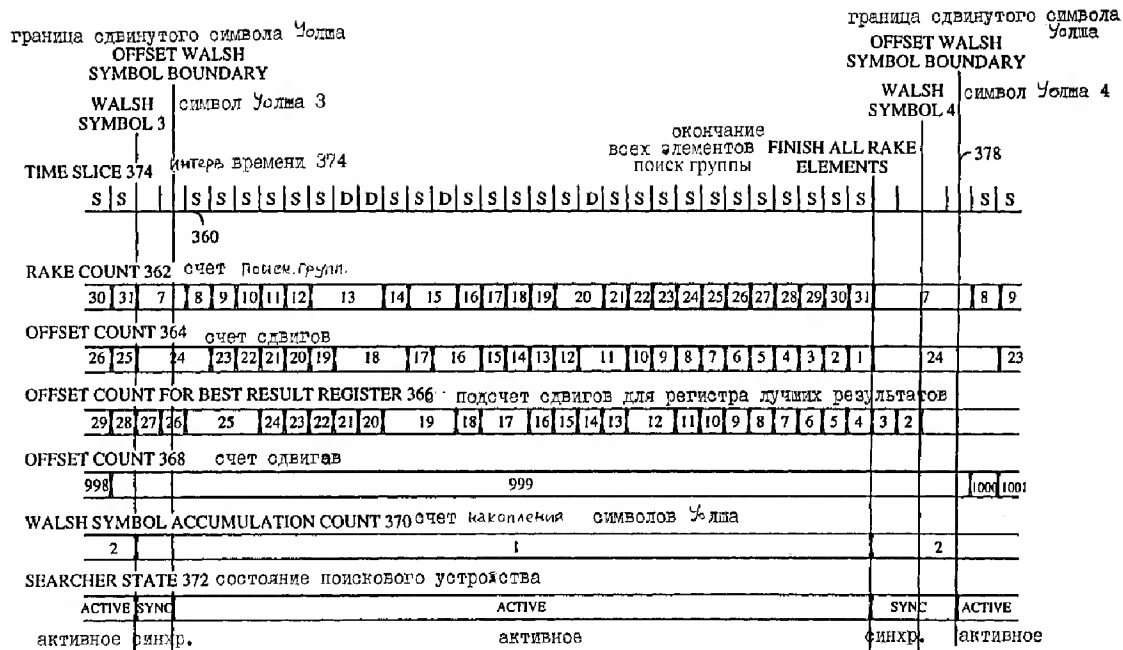 граница сдвинутого символа Уолша
OFFSET WALSH
SYMBOL BOUNDARY
граница сдвинутого символа
Уолша
OFFSET WALSH
SYMBOL BOUNDARY
WALSH
SYMBOL 3
символ Уолша 3
WALSH
SYMBOL 4
символ Уолша 4
окончание
всех элементов
поиск группы
FINISH ALL RAKE
ELEMENTS
378
TIME SLICE 374
интерв времени 374
S S S S S S S S D D S S D S S S S S D S S S S S S S S S S S S S
360
RAKE COUNT 362 счет поиск.групп.
30 31 7 8 9 10 11 12 13 14 15 16 17 18 19 20 21 22 23 24 25 26 27 28 29 30 31 7 8 9
OFFSET COUNT 364 счет сдвигов
26 25 24 23 22 21 20 19 18 17 16 15 14 13 12 11 10 9 8 7 6 5 4 3 2 1 24 23
OFFSET COUNT FOR BEST RESULT REGISTER 366 подсчет сдвигов для регистра лучших результатов
29 28 27 26 25 24 23 22 21 20 19 18 17 16 15 14 13 12 11 10 9 8 7 6 5 4 3 2
OFFSET COUNT 368 счет сдвигав
998 999 1000 1001
WALSH SYMBOL ACCUMULATION COUNT 370 счет накопления символов Уолша
2 1 2
SEARCHER STATE 372 состояние поискового устройства
ACTIVE SYNC ACTIVE SYNC ACTIVE
активное синхр. активное синхр. активное